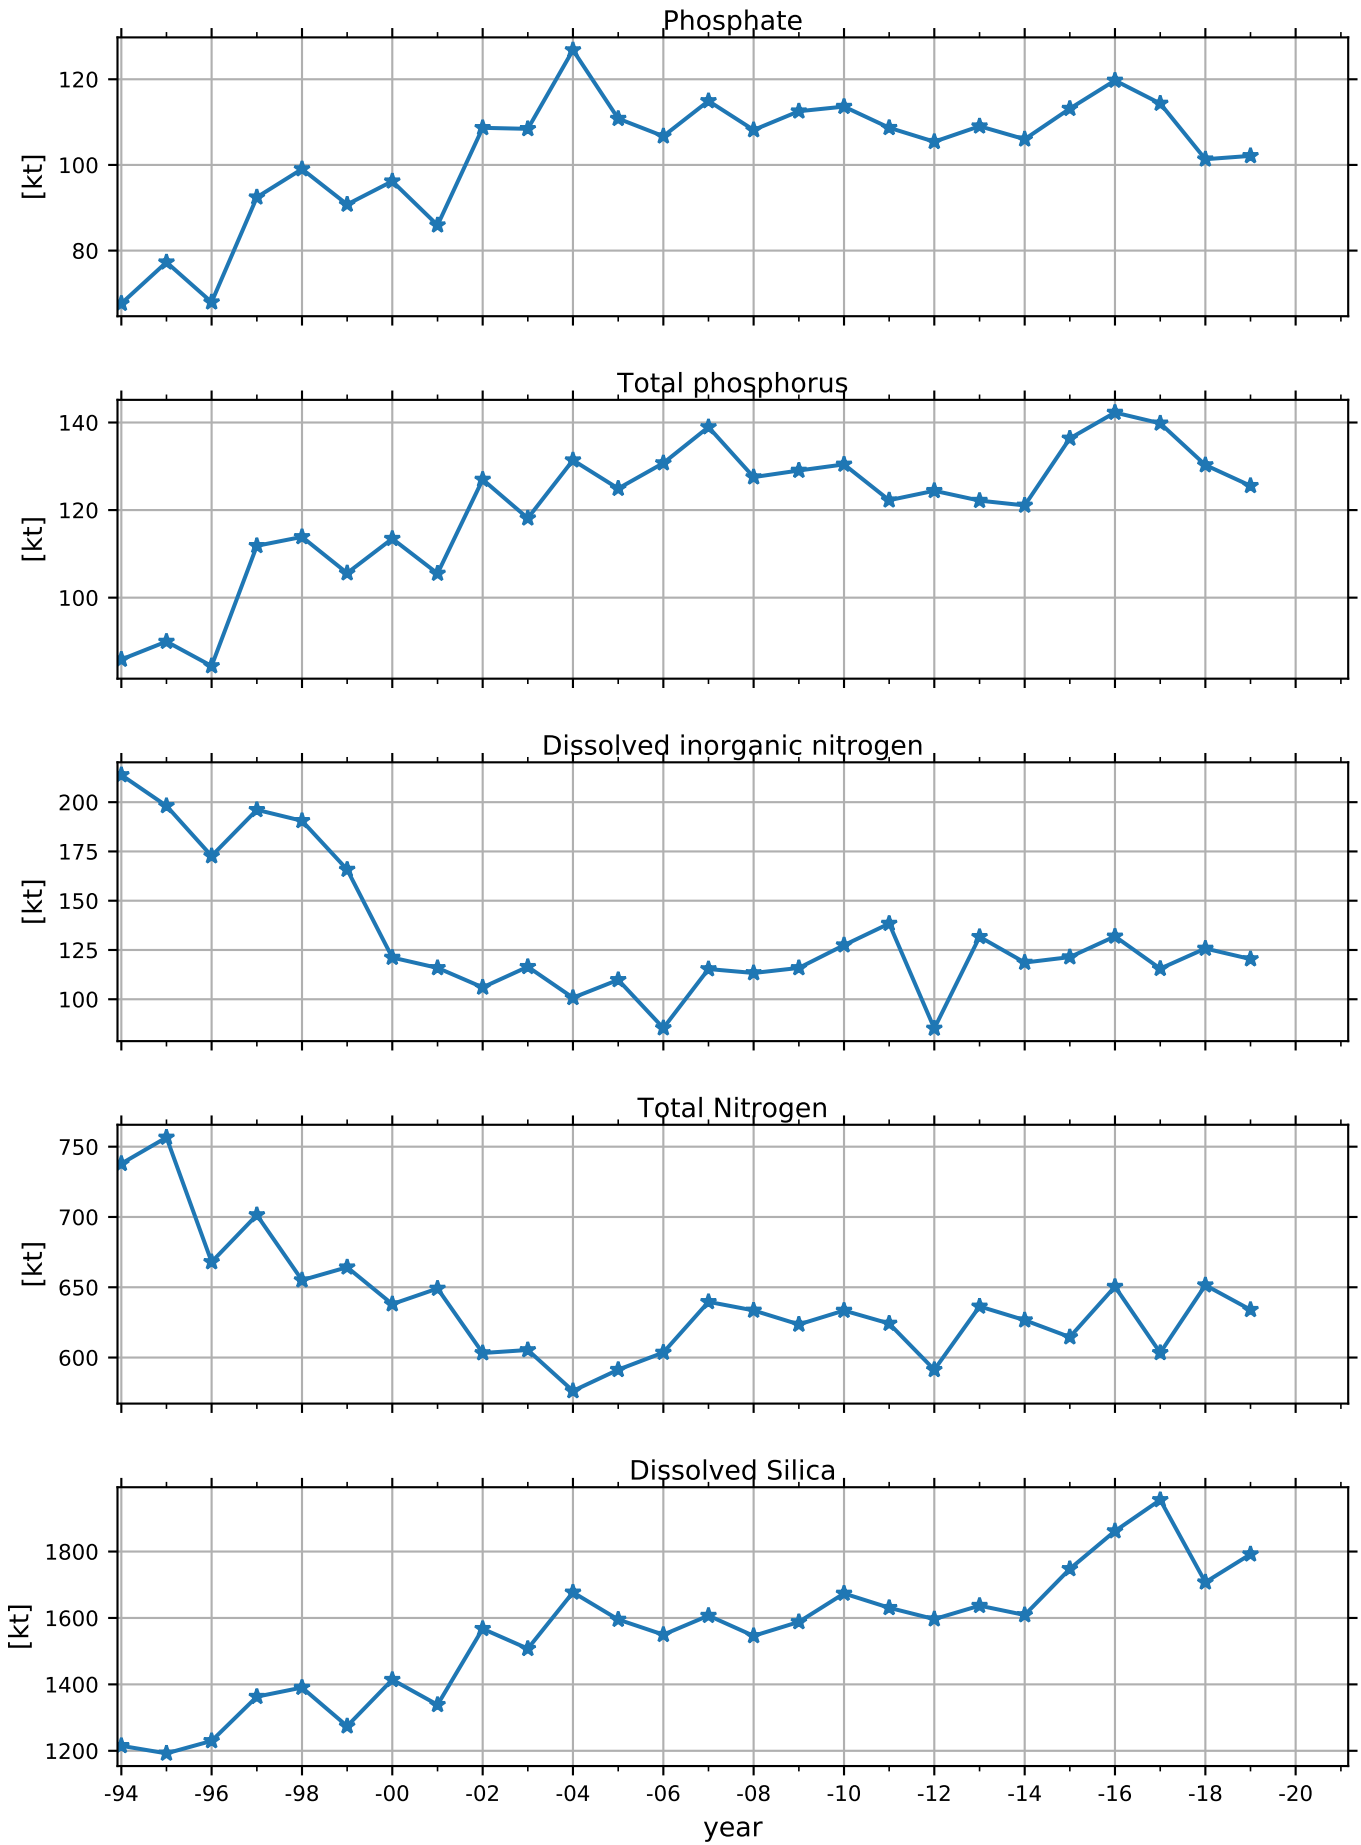 Phosphate
120
100
80
[kt]
Total phosphorus
140
120
100
[kt]
Dissolved inorganic nitrogen
200
175
150
125
100
[kt]
Total Nitrogen
750
700
650
600
[kt]
Dissolved Silica
1800
1600
1400
1200
[kt]
-94 -96 -98 -00 -02 -04 -06 -08 -10 -12 -14 -16 -18 -20
year